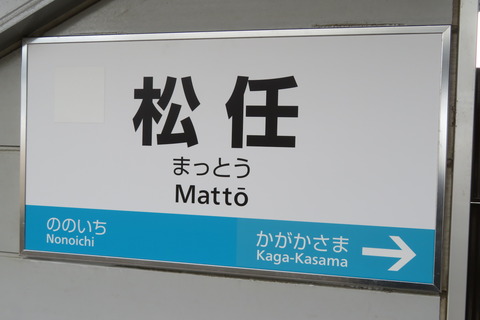 松任
まっとう
Mattō
ののいち
Nonoichi
かがかさま
Kaga-Kasama